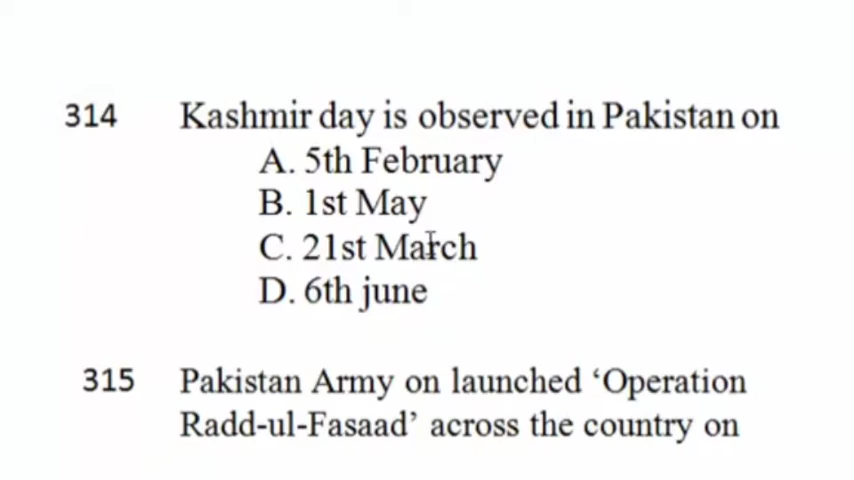 314 Kashmir day is observed in Pakistan on
A. 5th February
B. 1st May
C. 21st March
D. 6th june
315 Pakistan Army on launched ‘Operation
Radd-ul-Fasaad’ across the country on